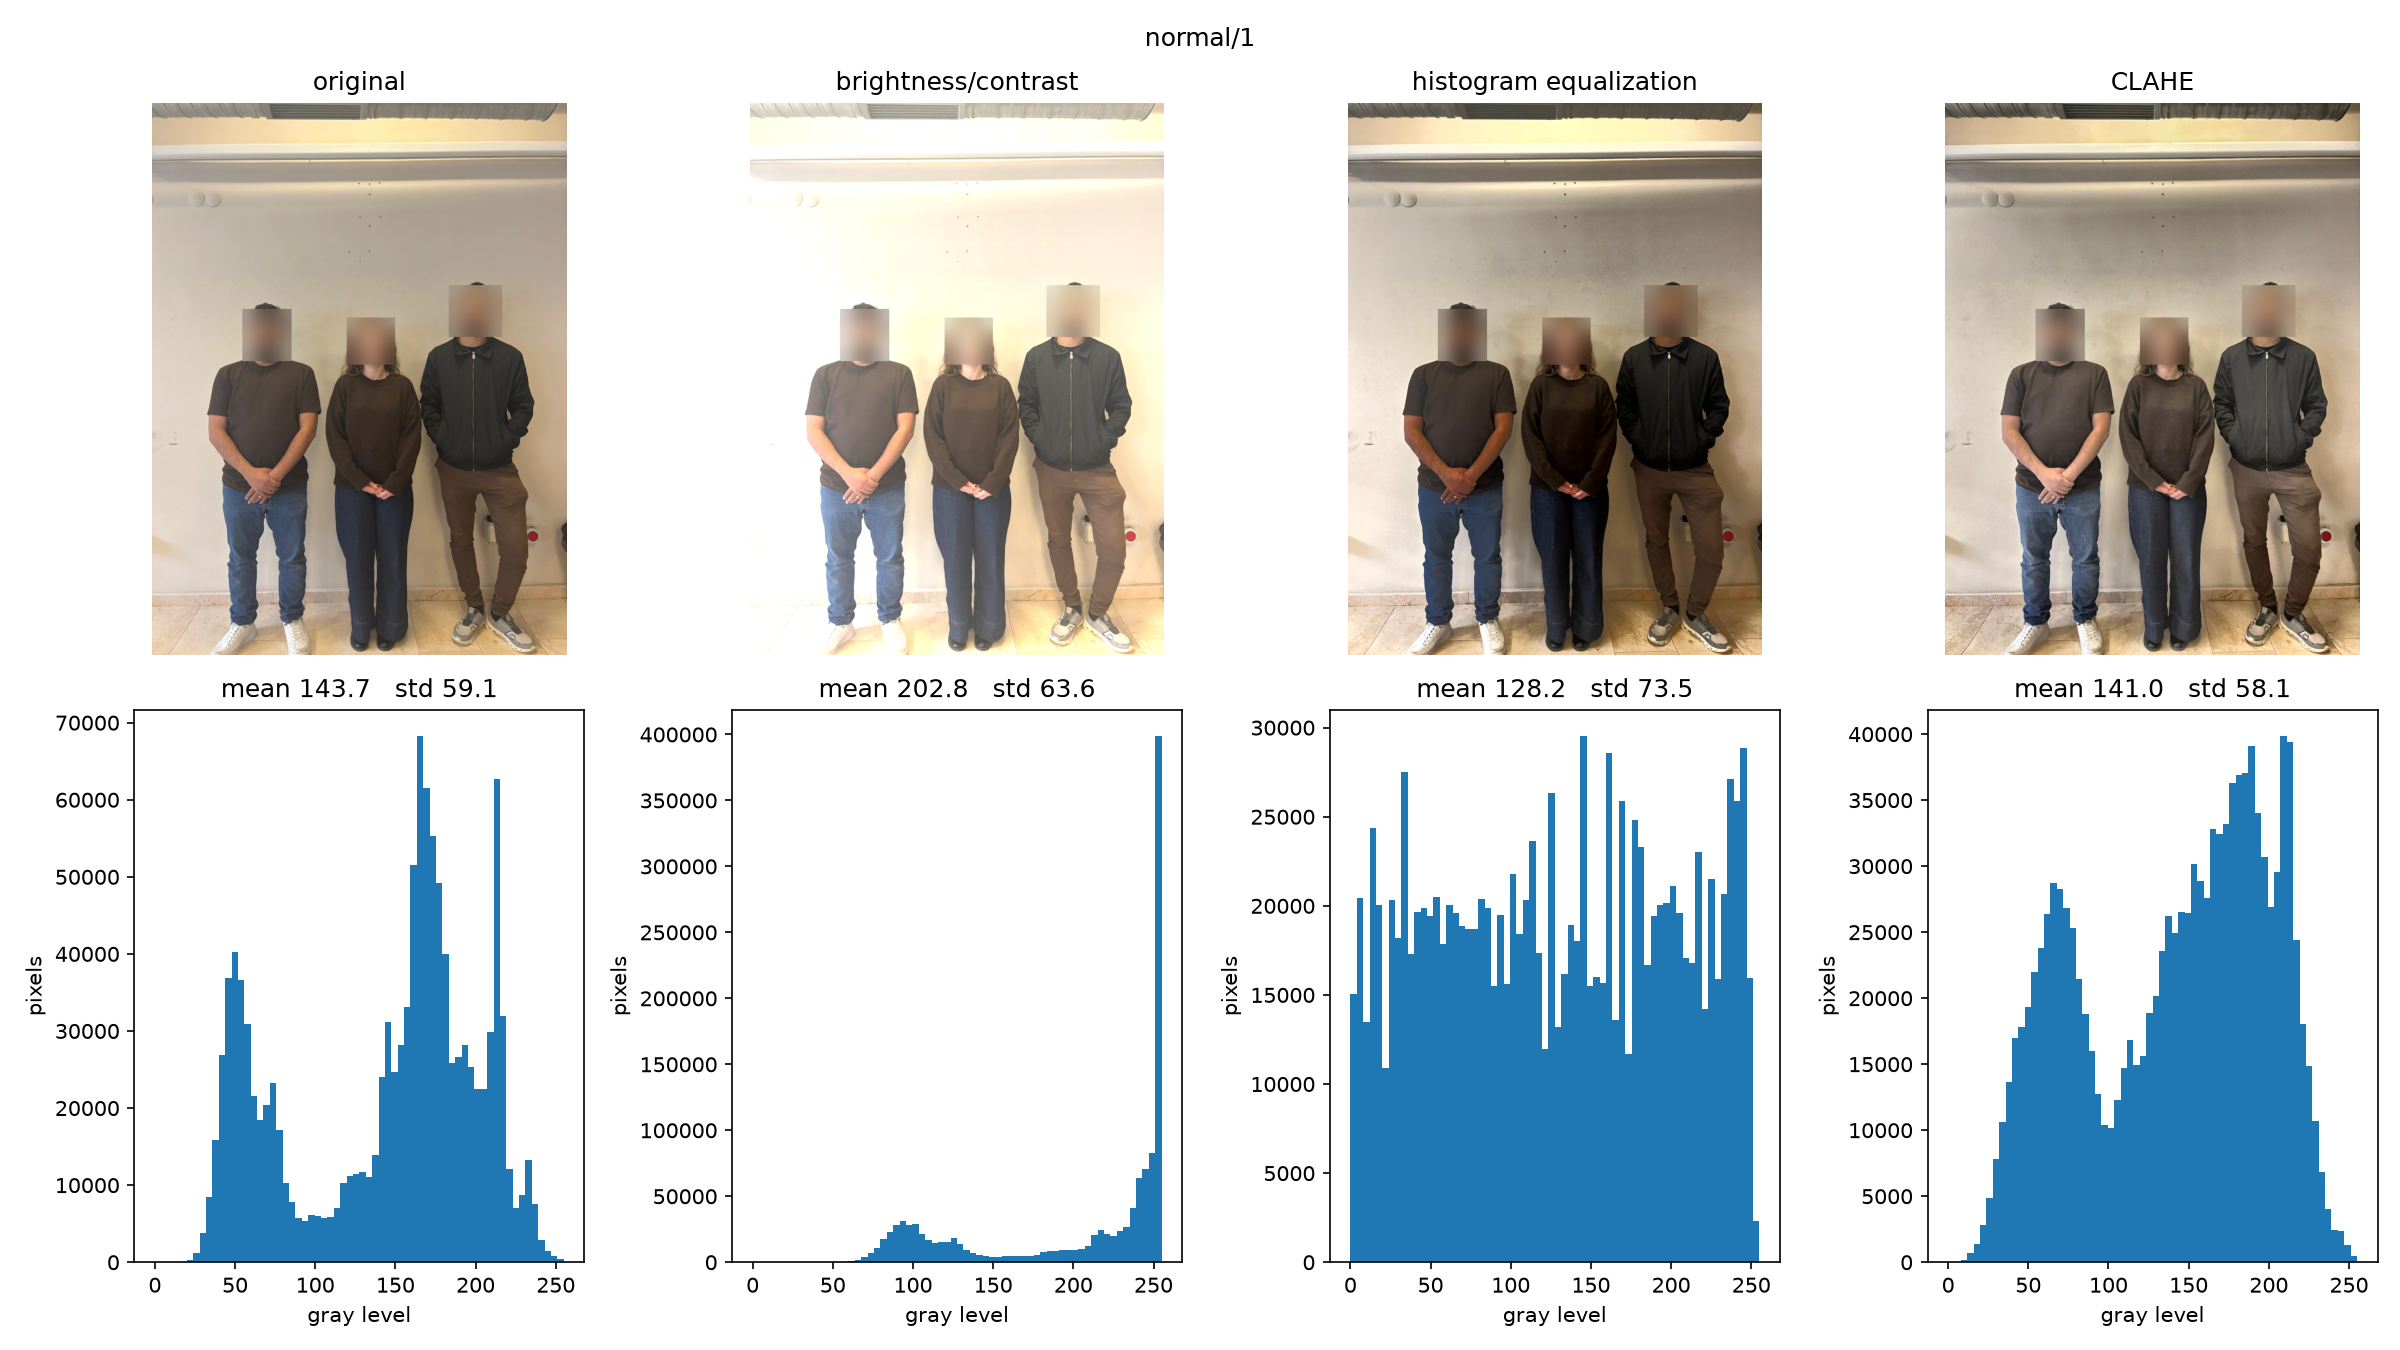 normal/1
original
brightness/contrast
histogram equalization
CLAHE
mean 143.7 std 59.1
mean 202.8 std 63.6
mean 128.2 std 73.5
mean 141.0 std 58.1
pixels
70000
60000
50000
40000
30000
20000
10000
0
0 50 100 150 200 250
gray level
pixels
400000
350000
300000
250000
200000
150000
100000
50000
0
0 50 100 150 200 250
gray level
pixels
30000
25000
20000
15000
10000
5000
0
0 50 100 150 200 250
gray level
pixels
40000
35000
30000
25000
20000
15000
10000
5000
0
0 50 100 150 200 250
gray level